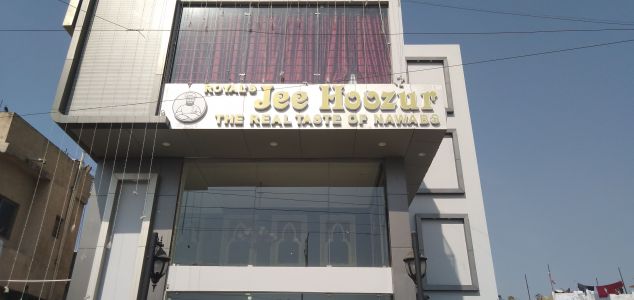 ROYAL'S
Jee Hoozur
THE REAL TASTE OF NAWABS